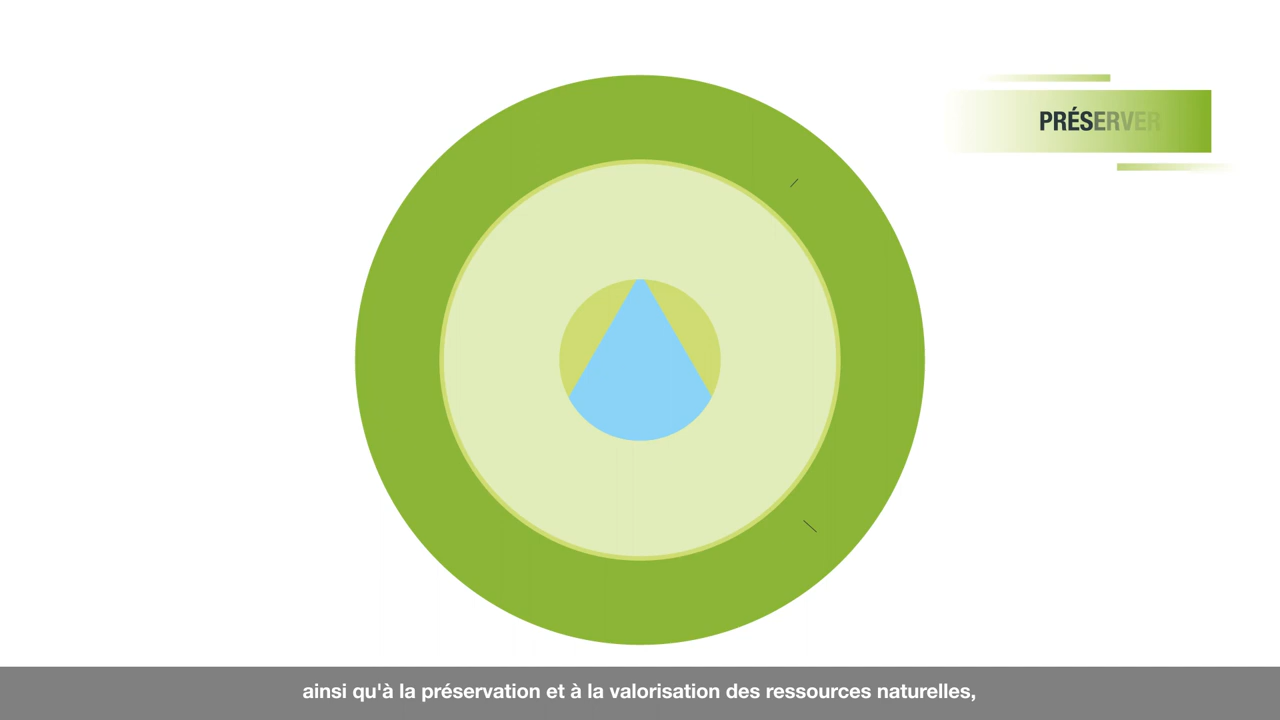 PRÉSERVER
ainsi qu'à la préservation et à la valorisation des ressources naturelles,